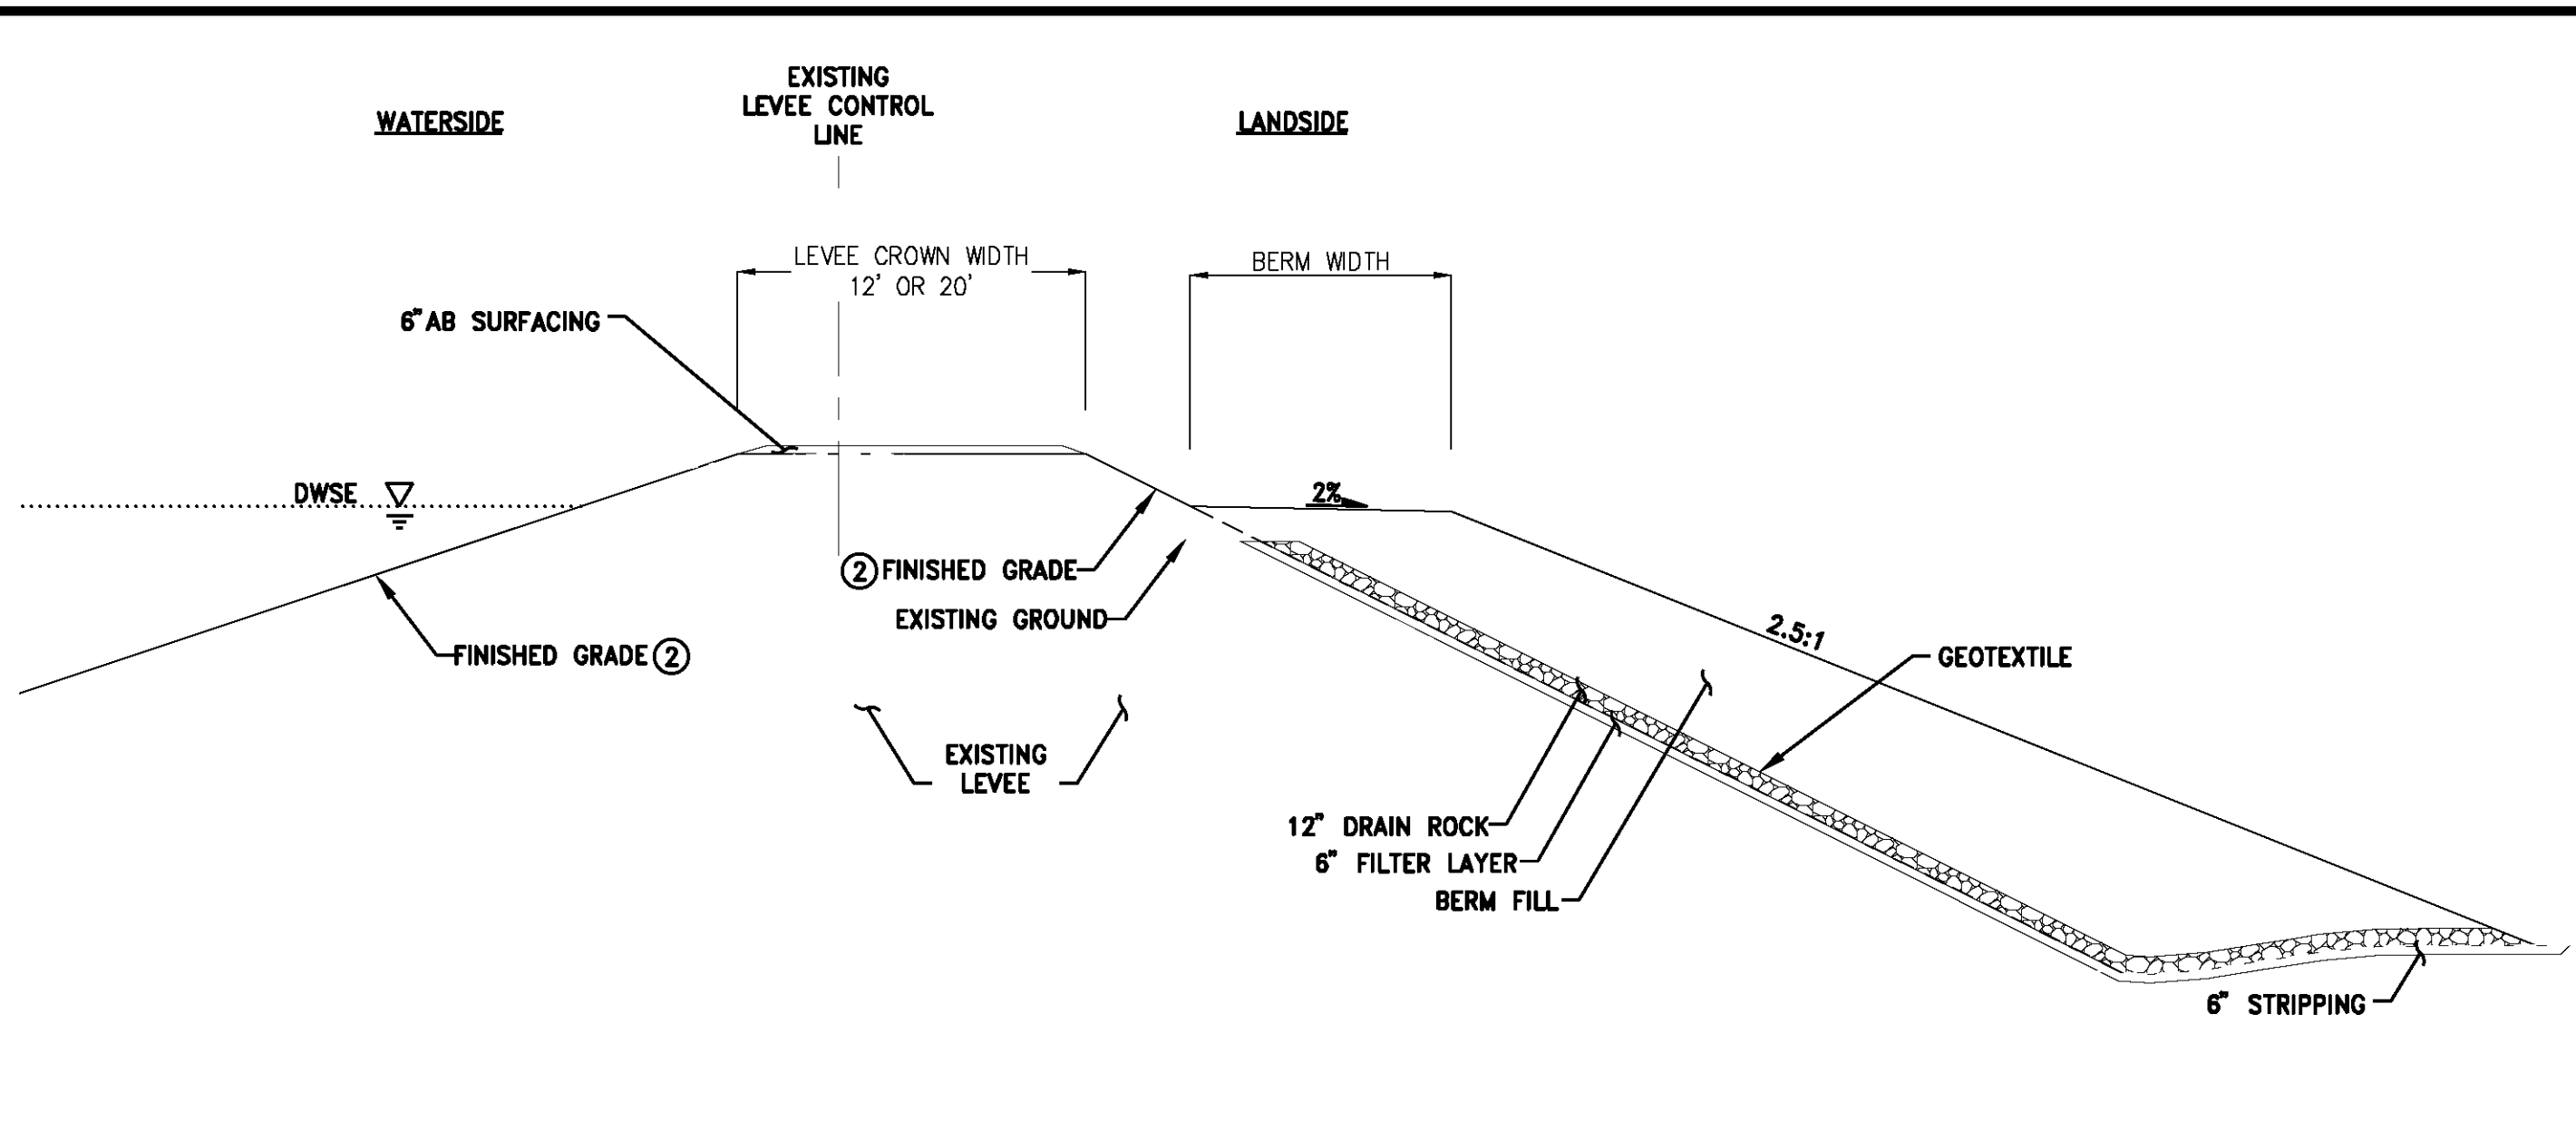 EXISTING
LEVEE CONTROL
LINE
WATERSIDE
LANDSIDE
LEVEE CROWN WIDTH
12' OR 20'
BERM WIDTH
6" AB SURFACING
DWSE
2%
② FINISHED GRADE
EXISTING GROUND
FINISHED GRADE ②
2.5:1
GEOTEXTILE
EXISTING
LEVEE
12" DRAIN ROCK
6" FILTER LAYER
BERM FILL
6" STRIPPING